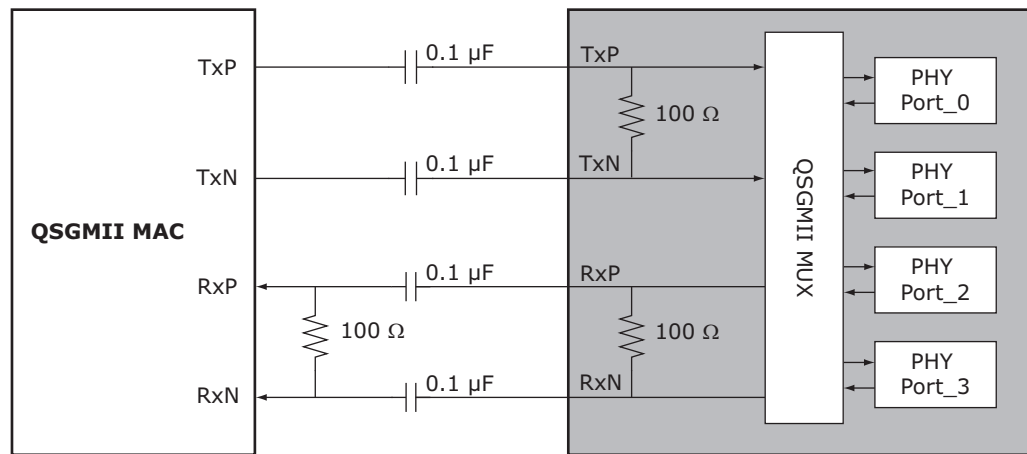 TxP
0.1 µF
TxP
100 Ω
TxN
0.1 µF
TxN
QSGMII MAC
RxP
0.1 µF
RxP
100 Ω
100 Ω
RxN
0.1 µF
RxN
QSGMII MUX
PHY
Port_0
PHY
Port_1
PHY
Port_2
PHY
Port_3